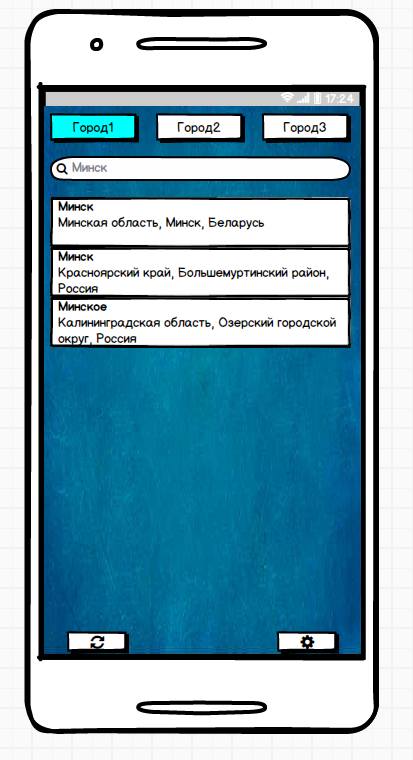 17:24
Город1
Город2
Город3
Минск
Минск
Минская область, Минск, Беларусь
Минск
Красноярский край, Большемуртинский район,
Россия
Минское
Калининградская область, Озерский городской
округ, Россия